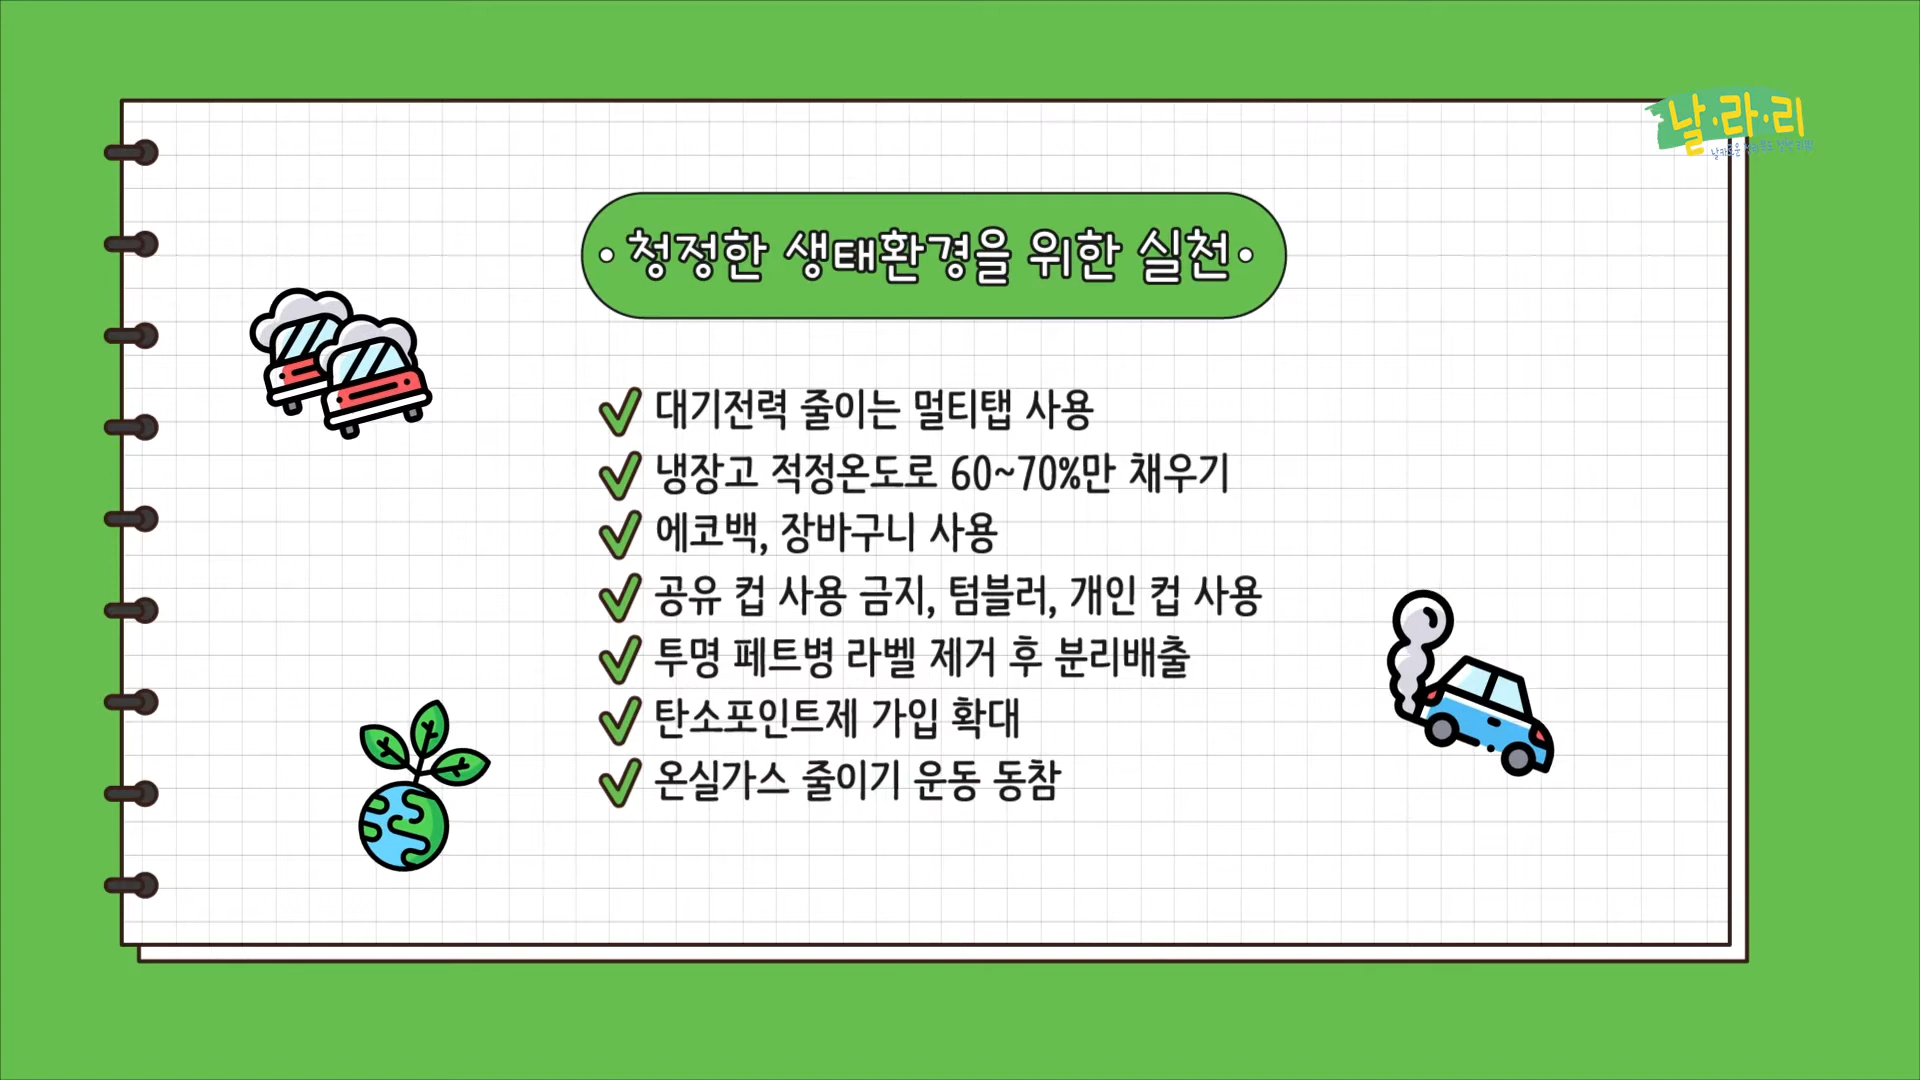 날·라·리
• 청정한 생태환경을 위한 실천 •
대기전력 줄이는 멀티탭 사용
냉장고 적정온도로 60~70%만 채우기
에코백, 장바구니 사용
공유 컵 사용 금지, 텀블러, 개인 컵 사용
투명 페트병 라벨 제거 후 분리배출
탄소포인트제 가입 확대
온실가스 줄이기 운동 동참